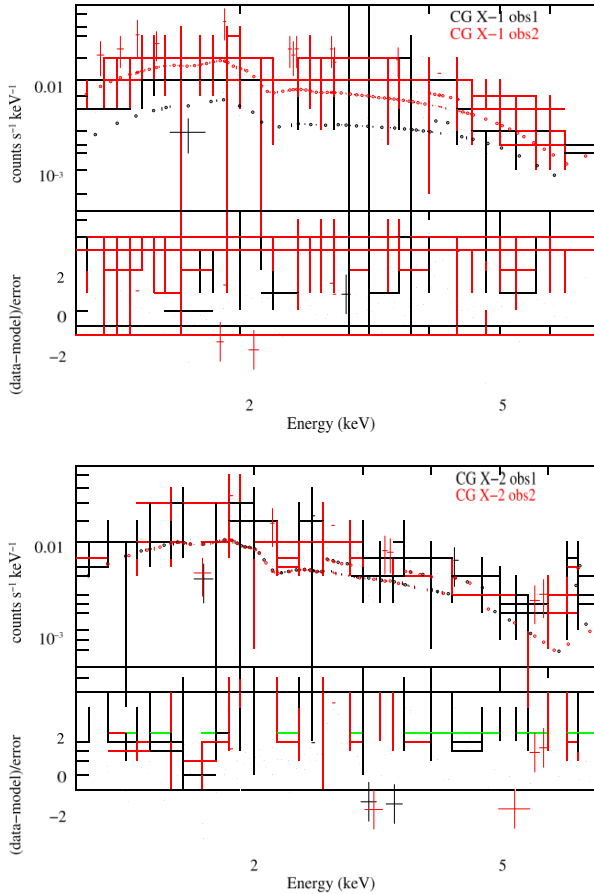 CG X−1 obs1
CG X−1 obs2
0.01
10⁻³
counts s⁻¹ keV⁻¹
2
0
−2
(data−model)/error
2
5
Energy (keV)
CG X−2 obs1
CG X−2 obs2
0.01
10⁻³
counts s⁻¹ keV⁻¹
2
0
−2
(data−model)/error
2
5
Energy (keV)